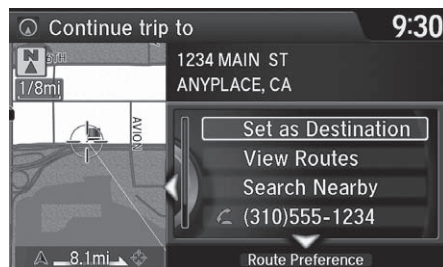 Continue trip to
9:30
N
1/8mi
1234 MAIN ST
ANYPLACE, CA
AVION
Set as Destination
View Routes
Search Nearby
(310)555-1234
8.1mi
Route Preference